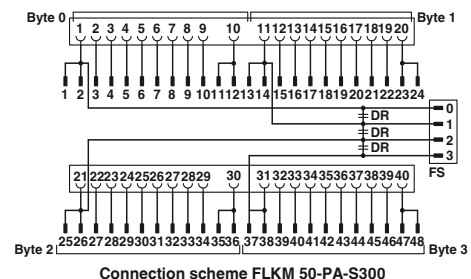 Byte 0 Byte 1
1 2 3 4 5 6 7 8 9 10 11 12 13 14 15 16 17 18 19 20
1 2 3 4 5 6 7 8 9 10 11 12 13 14 15 16 17 18 19 20 21 22 23 24
0
DR 1
DR 2
DR 3
FS
21 22 23 24 25 26 27 28 29 30 31 32 33 34 35 36 37 38 39 40
25 26 27 28 29 30 31 32 33 34 35 36 37 38 39 40 41 42 43 44 45 46 47 48
Byte 2 Byte 3
Connection scheme FLKM 50-PA-S300